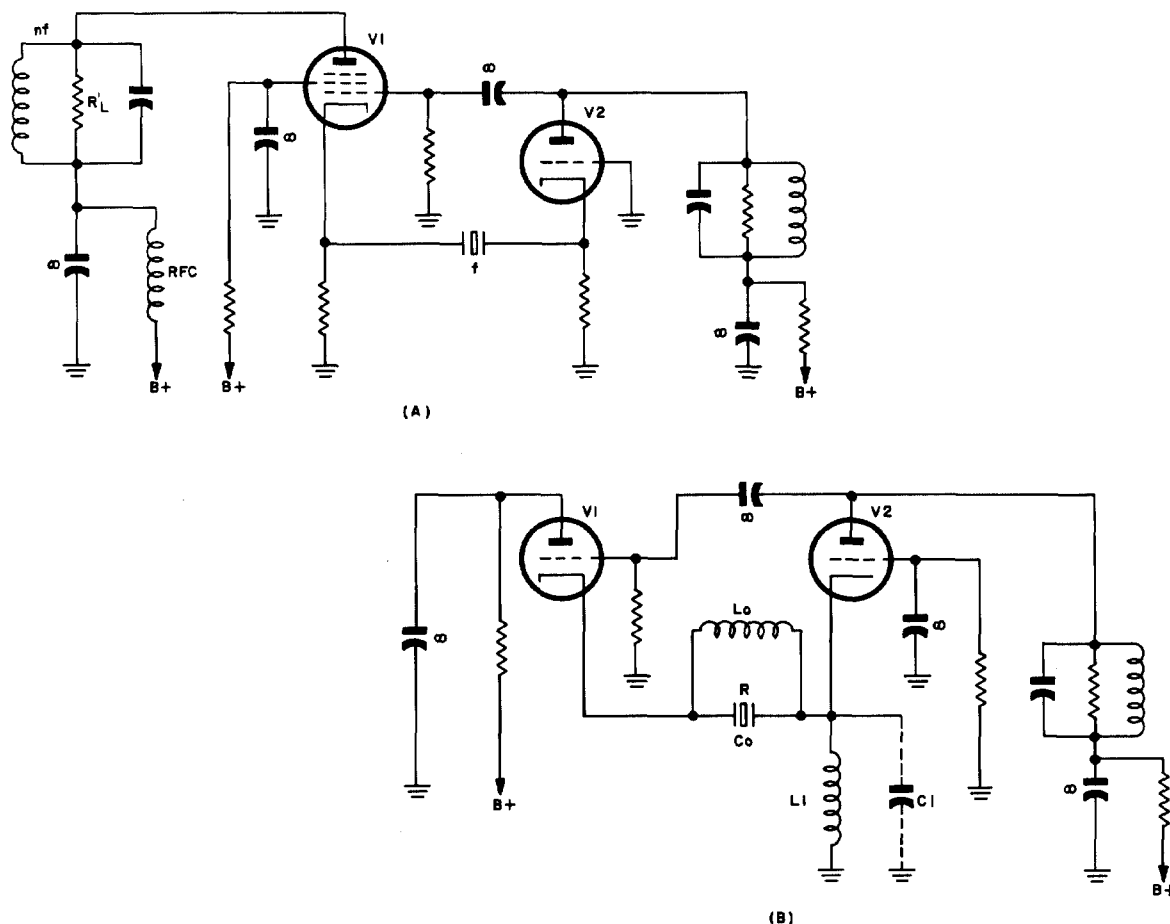 nf
V1
∞
V2
R'L
∞
∞
RFC
f
∞
B+
B+
B+
(A)
V1
∞
V2
Lo
∞
∞
R
Co
B+
L1
C1
∞
B+
(B)